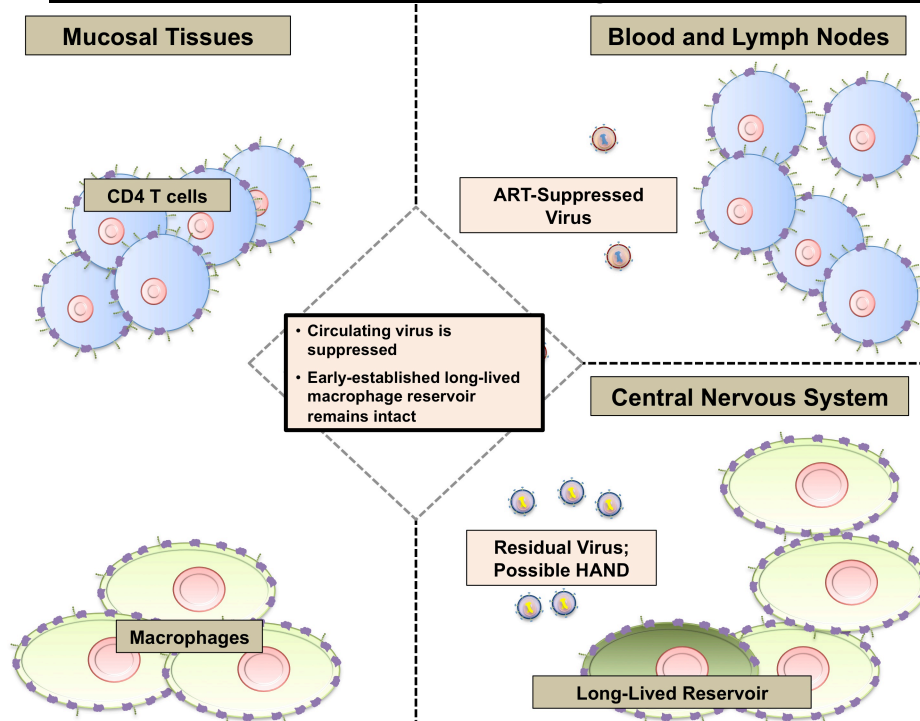 Mucosal Tissues
Blood and Lymph Nodes
CD4 T cells
ART-Suppressed
Virus
• Circulating virus is
suppressed
• Early-established long-lived
macrophage reservoir
remains intact
Central Nervous System
Residual Virus;
Possible HAND
Macrophages
Long-Lived Reservoir